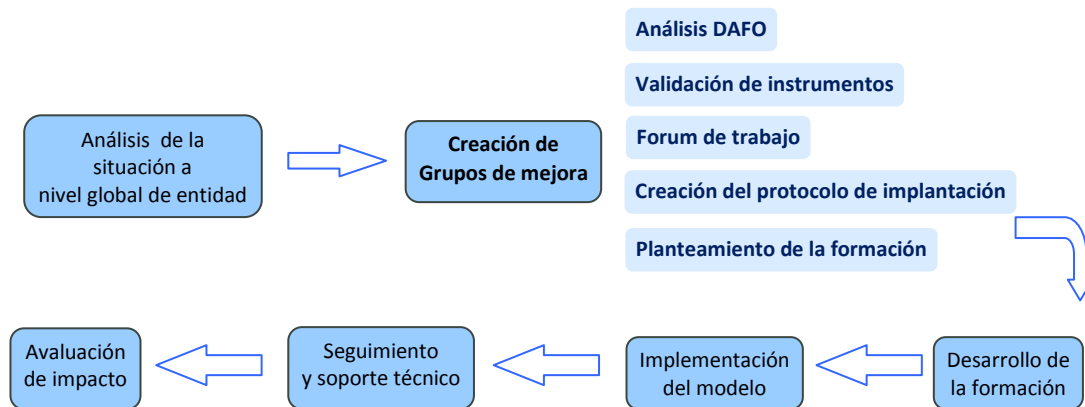 Análisis de la
situación a
nivel global de entidad
Creación de
Grupos de mejora
Análisis DAFO
Validación de instrumentos
Forum de trabajo
Creación del protocolo de implantación
Planteamiento de la formación
Desarrollo de
la formación
Implementación
del modelo
Seguimiento
y soporte técnico
Avaluación
de impacto